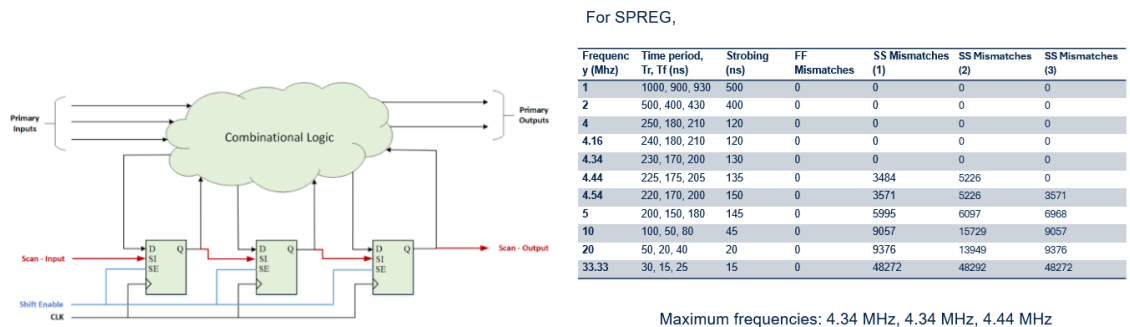 For SPREG,
Primary
Inputs
Combinational Logic
Primary
Outputs
D Q
SI
SE
D Q
SI
SE
D Q
SI
SE
Scan - Input
Scan - Output
Shift Enable
CLK
Frequenc Time period, Strobing FF SS Mismatches SS Mismatches SS Mismatches
y (Mhz) Tr, Tf (ns) (ns) Mismatches (1) (2) (3)
1 1000, 900, 930 500 0 0 0 0
2 500, 400, 430 400 0 0 0 0
4 250, 180, 210 120 0 0 0 0
4.16 240, 180, 210 120 0 0 0 0
4.34 230, 170, 200 130 0 0 0 0
4.44 225, 175, 205 135 0 3484 5226 0
4.54 220, 170, 200 150 0 3571 5226 3571
5 200, 150, 180 145 0 5995 6097 6968
10 100, 50, 80 45 0 9057 15729 9057
20 50, 20, 40 20 0 9376 13949 9376
33.33 30, 15, 25 15 0 48272 48292 48272
Maximum frequencies: 4.34 MHz, 4.34 MHz, 4.44 MHz